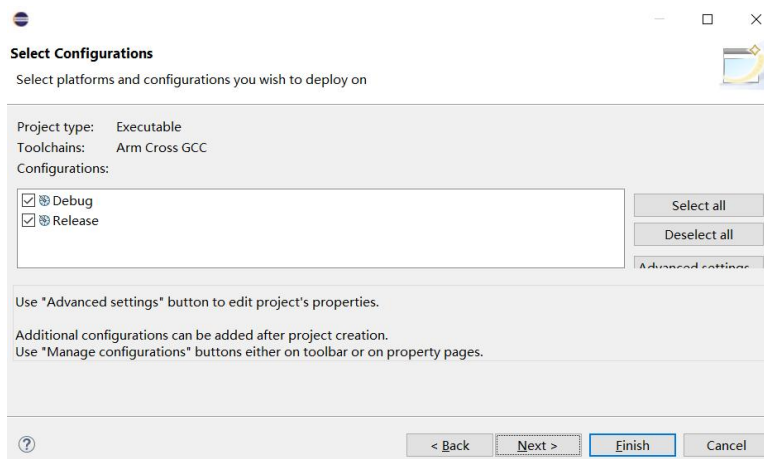 Select Configurations
Select platforms and configurations you wish to deploy on
Project type: Executable
Toolchains: Arm Cross GCC
Configurations:
Debug
Release
Select all
Deselect all
Advanced settings
Use "Advanced settings" button to edit project's properties.
Additional configurations can be added after project creation.
Use "Manage configurations" buttons either on toolbar or on property pages.
?
< Back
Next >
Finish
Cancel